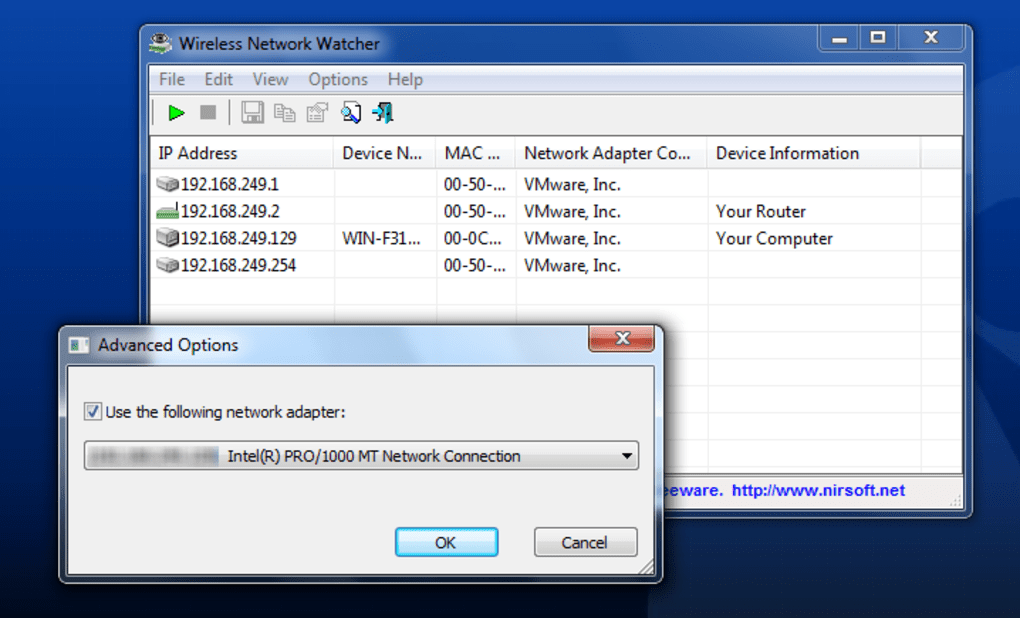 Wireless Network Watcher
File Edit View Options Help
IP Address Device N... MAC ... Network Adapter Co... Device Information
192.168.249.1 00-50-... VMware, Inc.
192.168.249.2 00-50-... VMware, Inc. Your Router
192.168.249.129 WIN-F31... 00-0C... VMware, Inc. Your Computer
192.168.249.254 00-50-... VMware, Inc.
Advanced Options
Use the following network adapter:
Intel(R) PRO/1000 MT Network Connection
http://www.nirsoft.net
OK Cancel